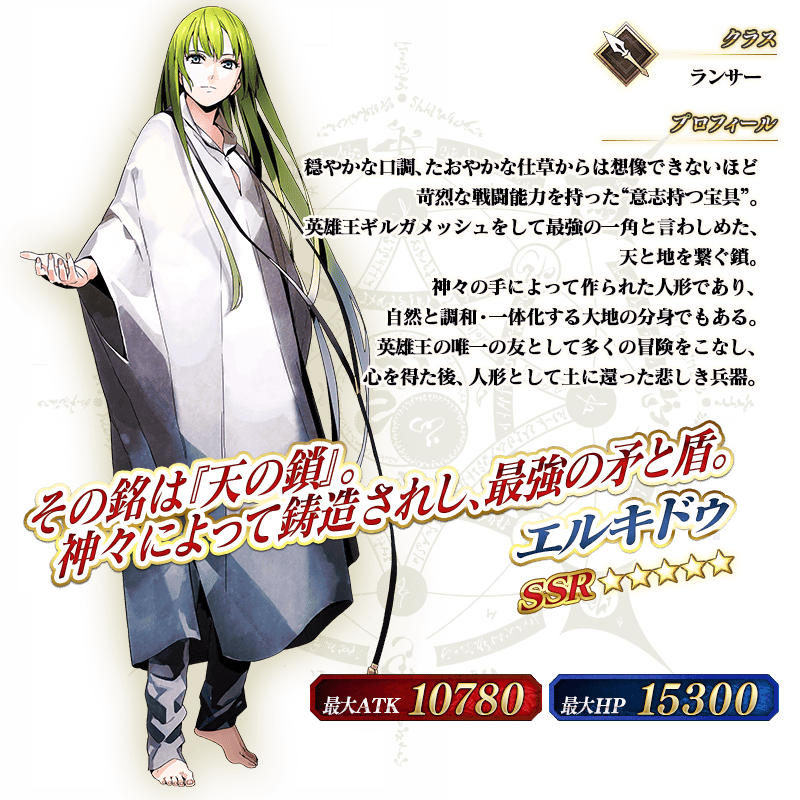 クラス
ランサー
プロフィール
穏やかな口調、たおやかな仕草からは想像できないほど
苛烈な戦闘能力を持った“意志持つ宝具”。
英雄王ギルガメッシュをして最強の一角と言わしめた、
天と地を繋ぐ鎖。
神々の手によって作られた人形であり、
自然と調和・一体化する大地の分身でもある。
英雄王の唯一の友として多くの冒険をこなし、
心を得た後、人形として土に還った悲しき兵器。
その銘は『天の鎖』。
神々によって鋳造されし、最強の矛と盾。
エルキドゥ
SSR ☆☆☆☆☆
最大ATK 10780
最大HP 15300